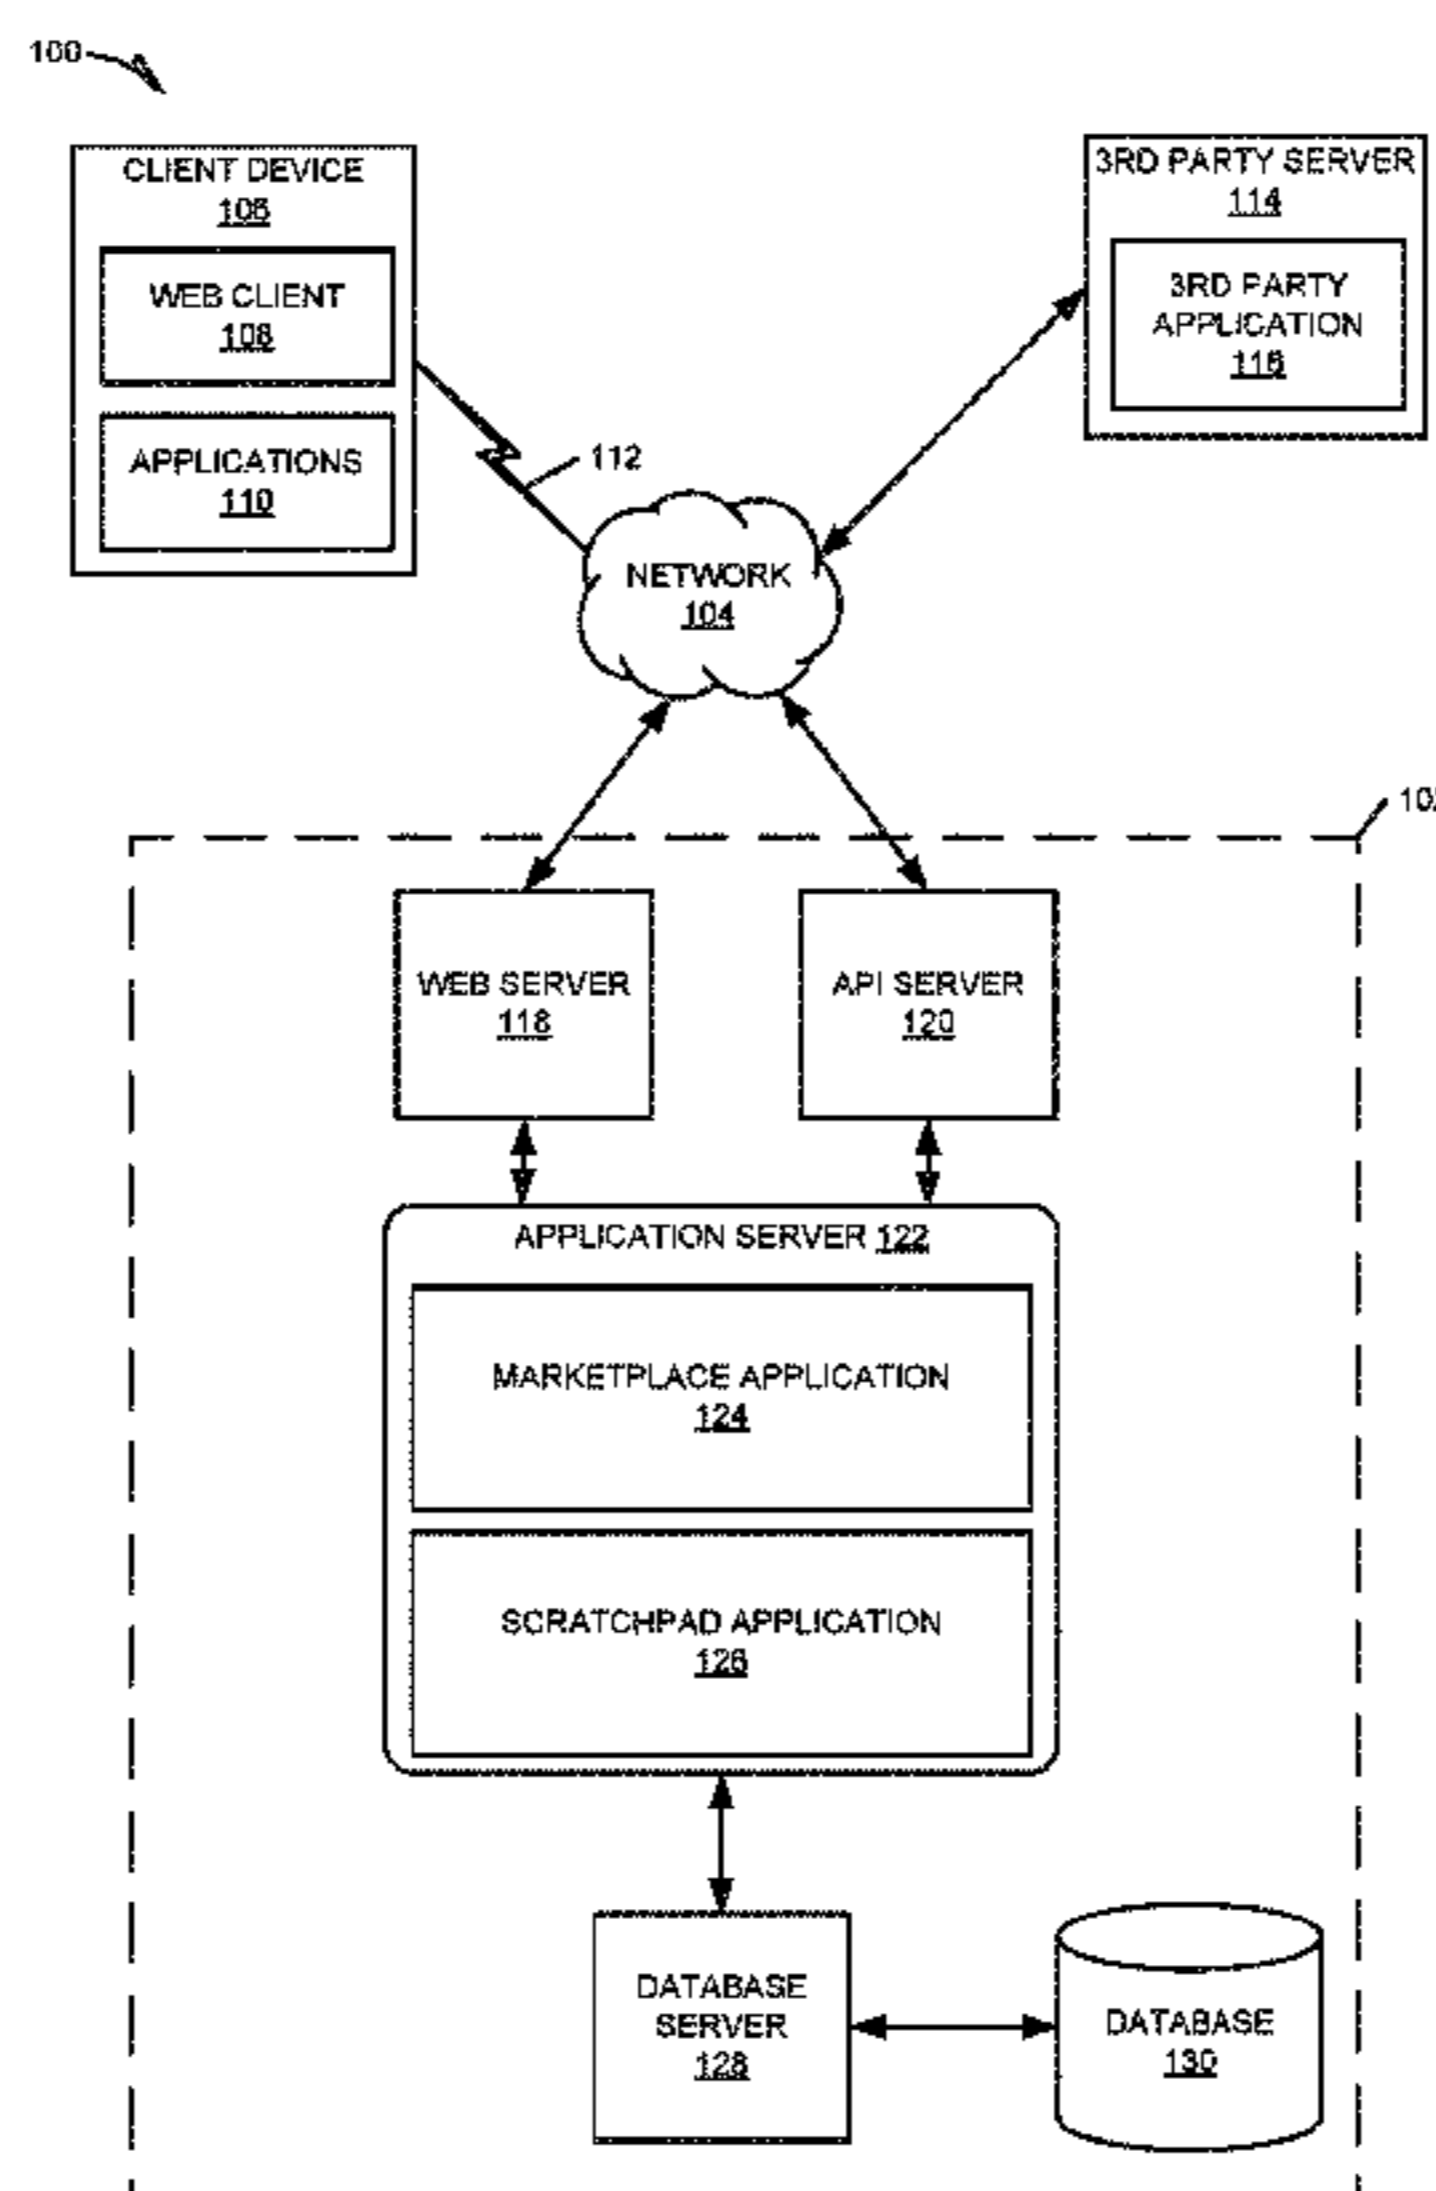 100
CLIENT DEVICE
106
WEB CLIENT
108
APPLICATIONS
110
3RD PARTY SERVER
114
3RD PARTY
APPLICATION
116
112
NETWORK
104
WEB SERVER
118
API SERVER
120
APPLICATION SERVER 122
MARKETPLACE APPLICATION
124
SCRATCHPAD APPLICATION
126
DATABASE
SERVER
128
DATABASE
130